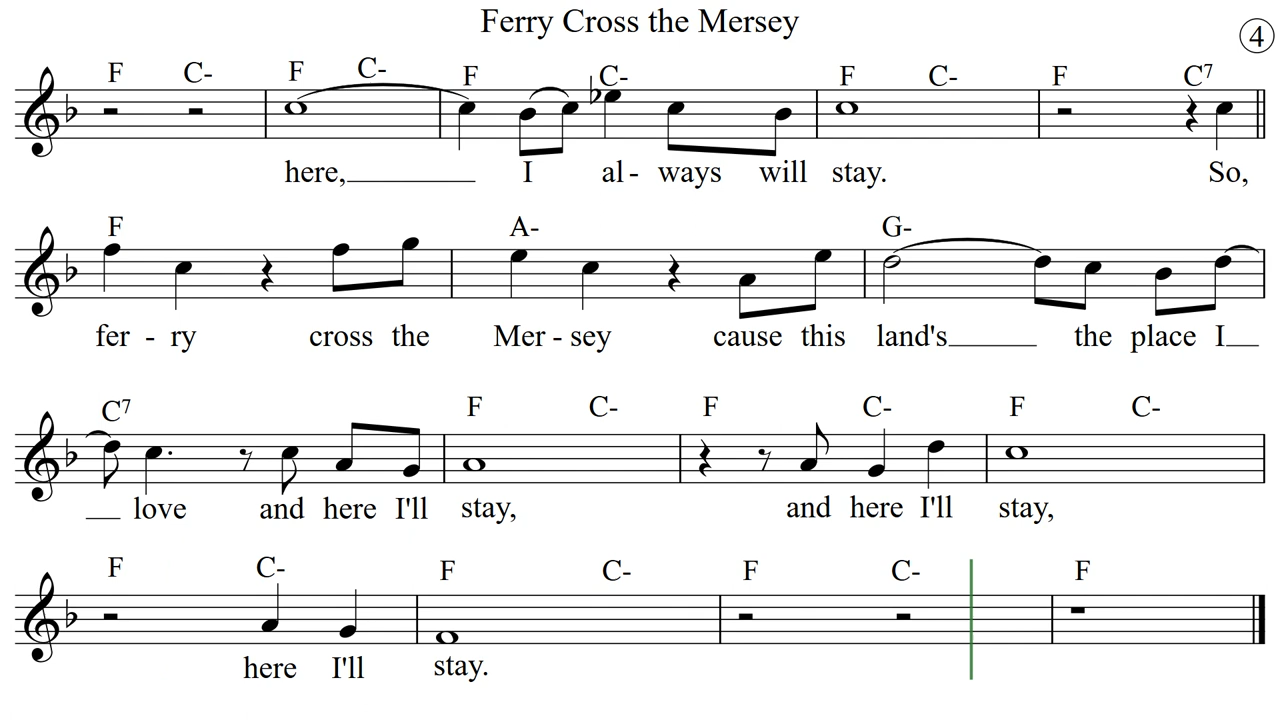 Ferry Cross the Mersey
4
F C- F C- F C- F C- F C7
here, I al - ways will stay. So,
F A- G-
fer - ry cross the Mer - sey cause this land's the place I
C7 F C- F C- F C-
love and here I'll stay, and here I'll stay,
F C- F C- F C- F
here I'll stay.